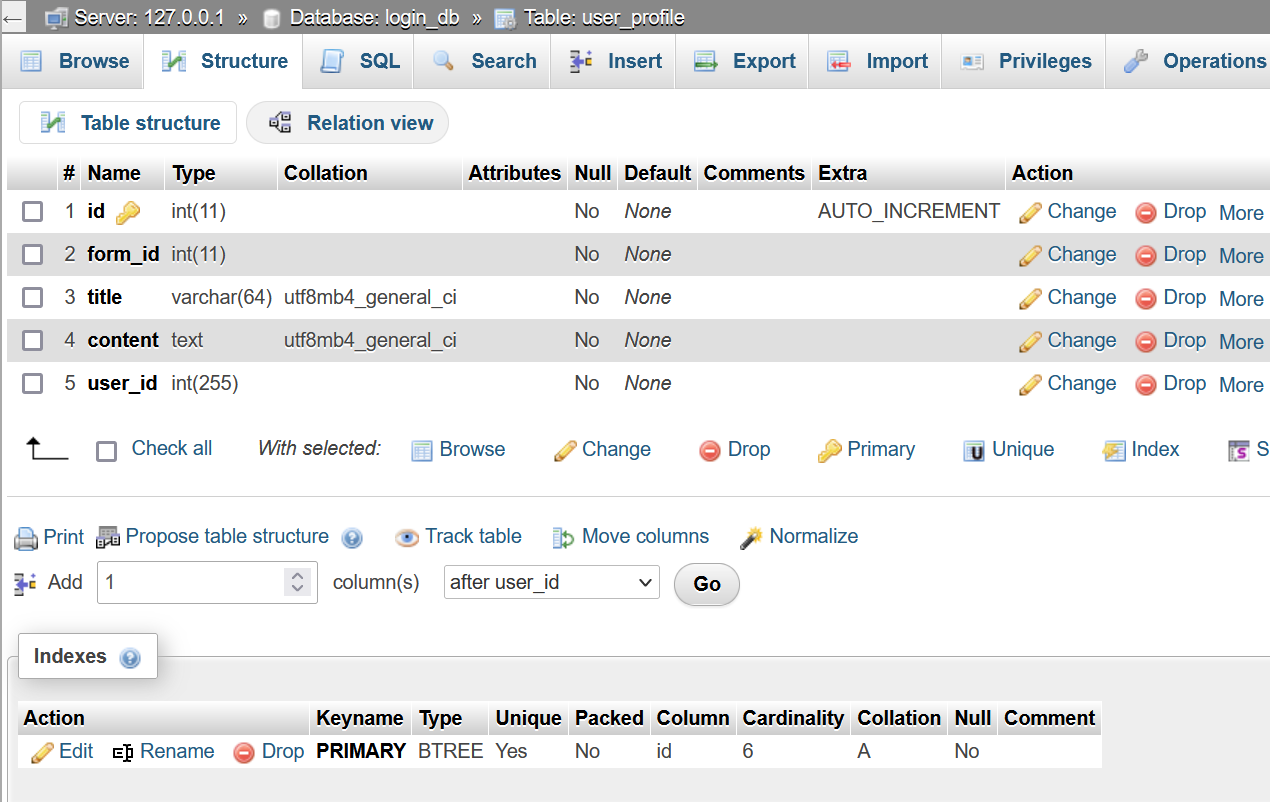 Server: 127.0.0.1 » Database: login_db » Table: user_profile
Browse Structure SQL Search Insert Export Import Privileges Operations
Table structure Relation view
# Name Type Collation Attributes Null Default Comments Extra Action
1 id int(11) No None AUTO_INCREMENT Change Drop More
2 form_id int(11) No None Change Drop More
3 title varchar(64) utf8mb4_general_ci No None Change Drop More
4 content text utf8mb4_general_ci No None Change Drop More
5 user_id int(255) No None Change Drop More
Check all With selected: Browse Change Drop Primary Unique Index S
Print Propose table structure Track table Move columns Normalize
Add 1 column(s) after user_id Go
Indexes
Action Keyname Type Unique Packed Column Cardinality Collation Null Comment
Edit Rename Drop PRIMARY BTREE Yes No id 6 A No